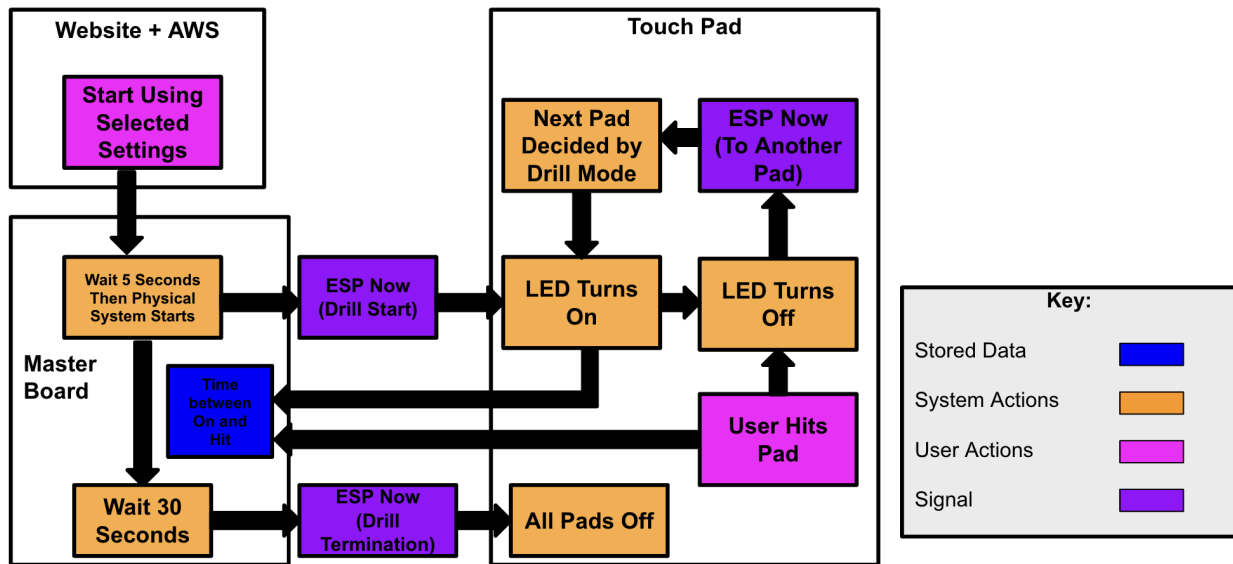 Website + AWS
Start Using
Selected
Settings
Touch Pad
Next Pad
Decided by
Drill Mode
ESP Now
(To Another
Pad)
Wait 5 Seconds
Then Physical
System Starts
ESP Now
(Drill Start)
LED Turns
On
LED Turns
Off
Master
Board
Time
between
On and
Hit
User Hits
Pad
Wait 30
Seconds
ESP Now
(Drill
Termination)
All Pads Off
Key:
Stored Data
System Actions
User Actions
Signal